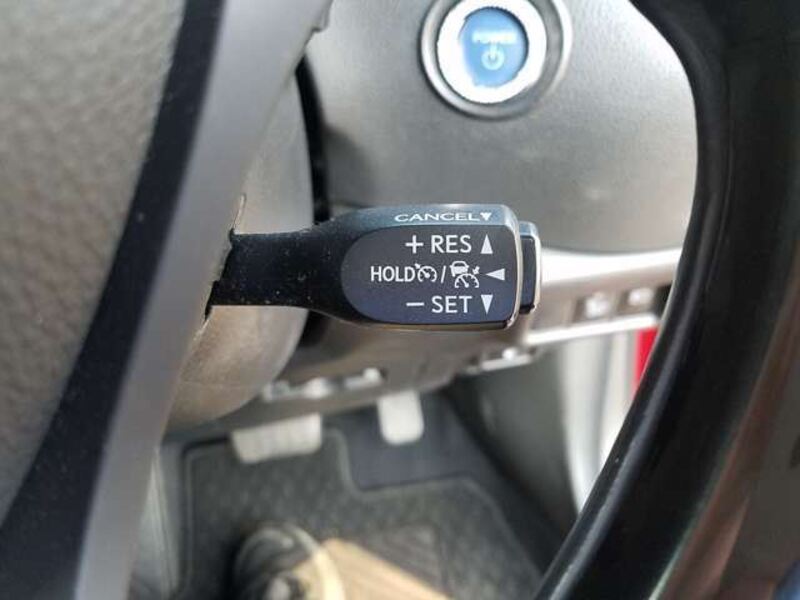 POWER
CANCEL▼
+ RES ▲
HOLD / ◄
− SET ▼